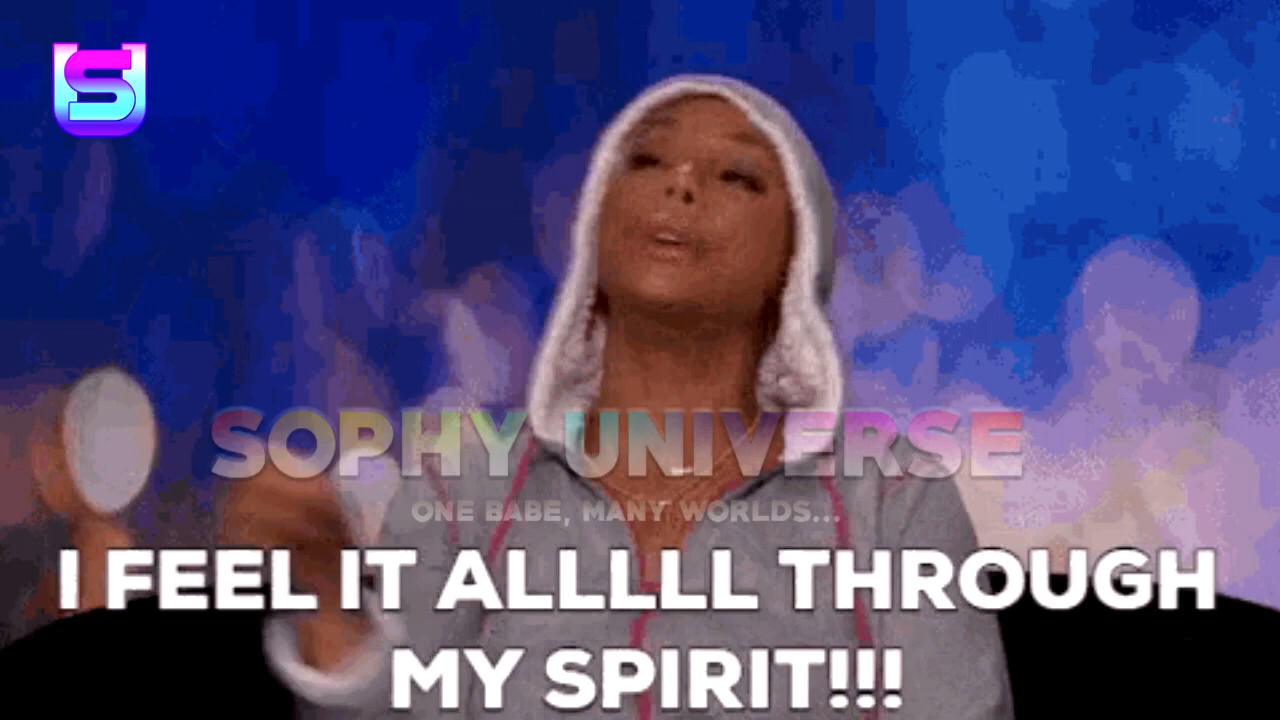 S
SOPHY UNIVERSE
ONE BABE, MANY WORLDS...
I FEEL IT ALLLLL THROUGH
MY SPIRIT!!!